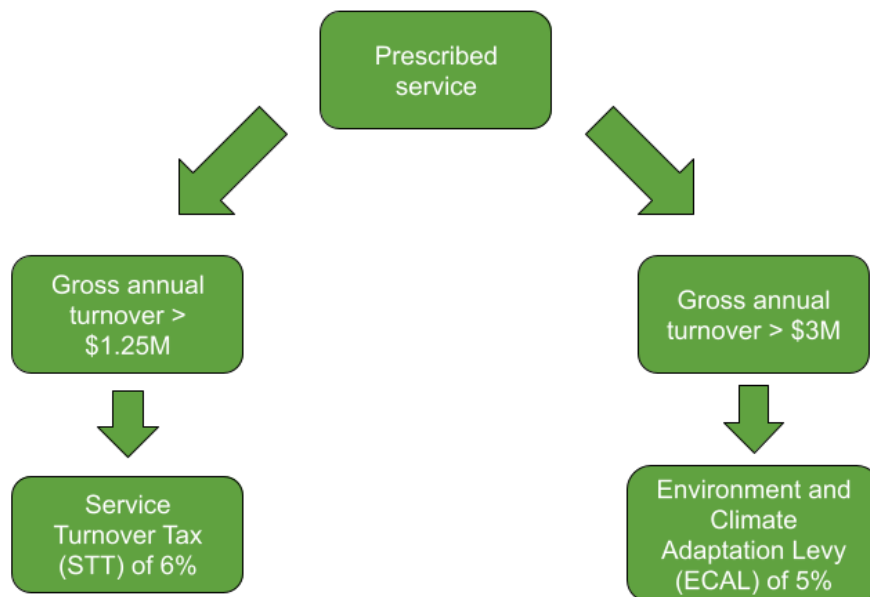 Prescribed
service
Gross annual
turnover >
$1.25M
Gross annual
turnover > $3M
Service
Turnover Tax
(STT) of 6%
Environment and
Climate
Adaptation Levy
(ECAL) of 5%